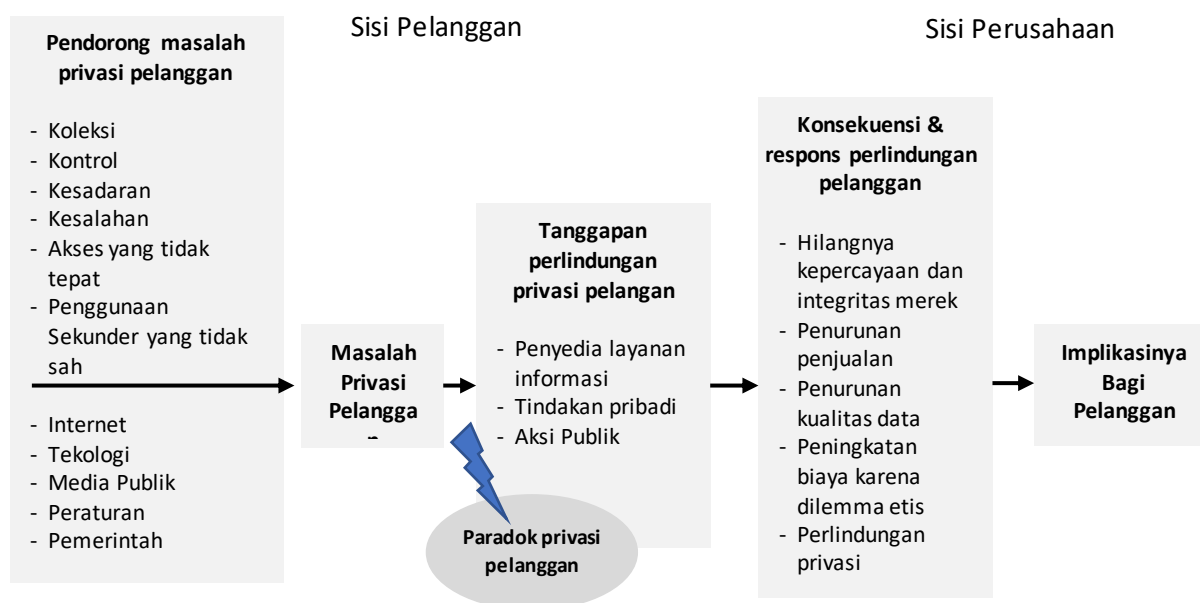 Sisi Pelanggan
Sisi Perusahaan
Pendorong masalah
privasi pelanggan
- Koleksi
- Kontrol
- Kesadaran
- Kesalahan
- Akses yang tidak
tepat
- Penggunaan
Sekunder yang tidak
sah
- Internet
- Tekologi
- Media Publik
- Peraturan
- Pemerintah
Masalah
Privasi
Pelangga
Tanggapan
perlindungan
privasi pelangan
- Penyedia layanan
informasi
- Tindakan pribadi
- Aksi Publik
Paradok privasi
pelanggan
Konsekuensi &
respons perlindungan
pelanggan
- Hilangnya
kepercayaan dan
integritas merek
- Penurunan
penjualan
- Penurunan
kualitas data
- Peningkatan
biaya karena
dilemma etis
- Perlindungan
privasi
Implikasinya
Bagi
Pelanggan